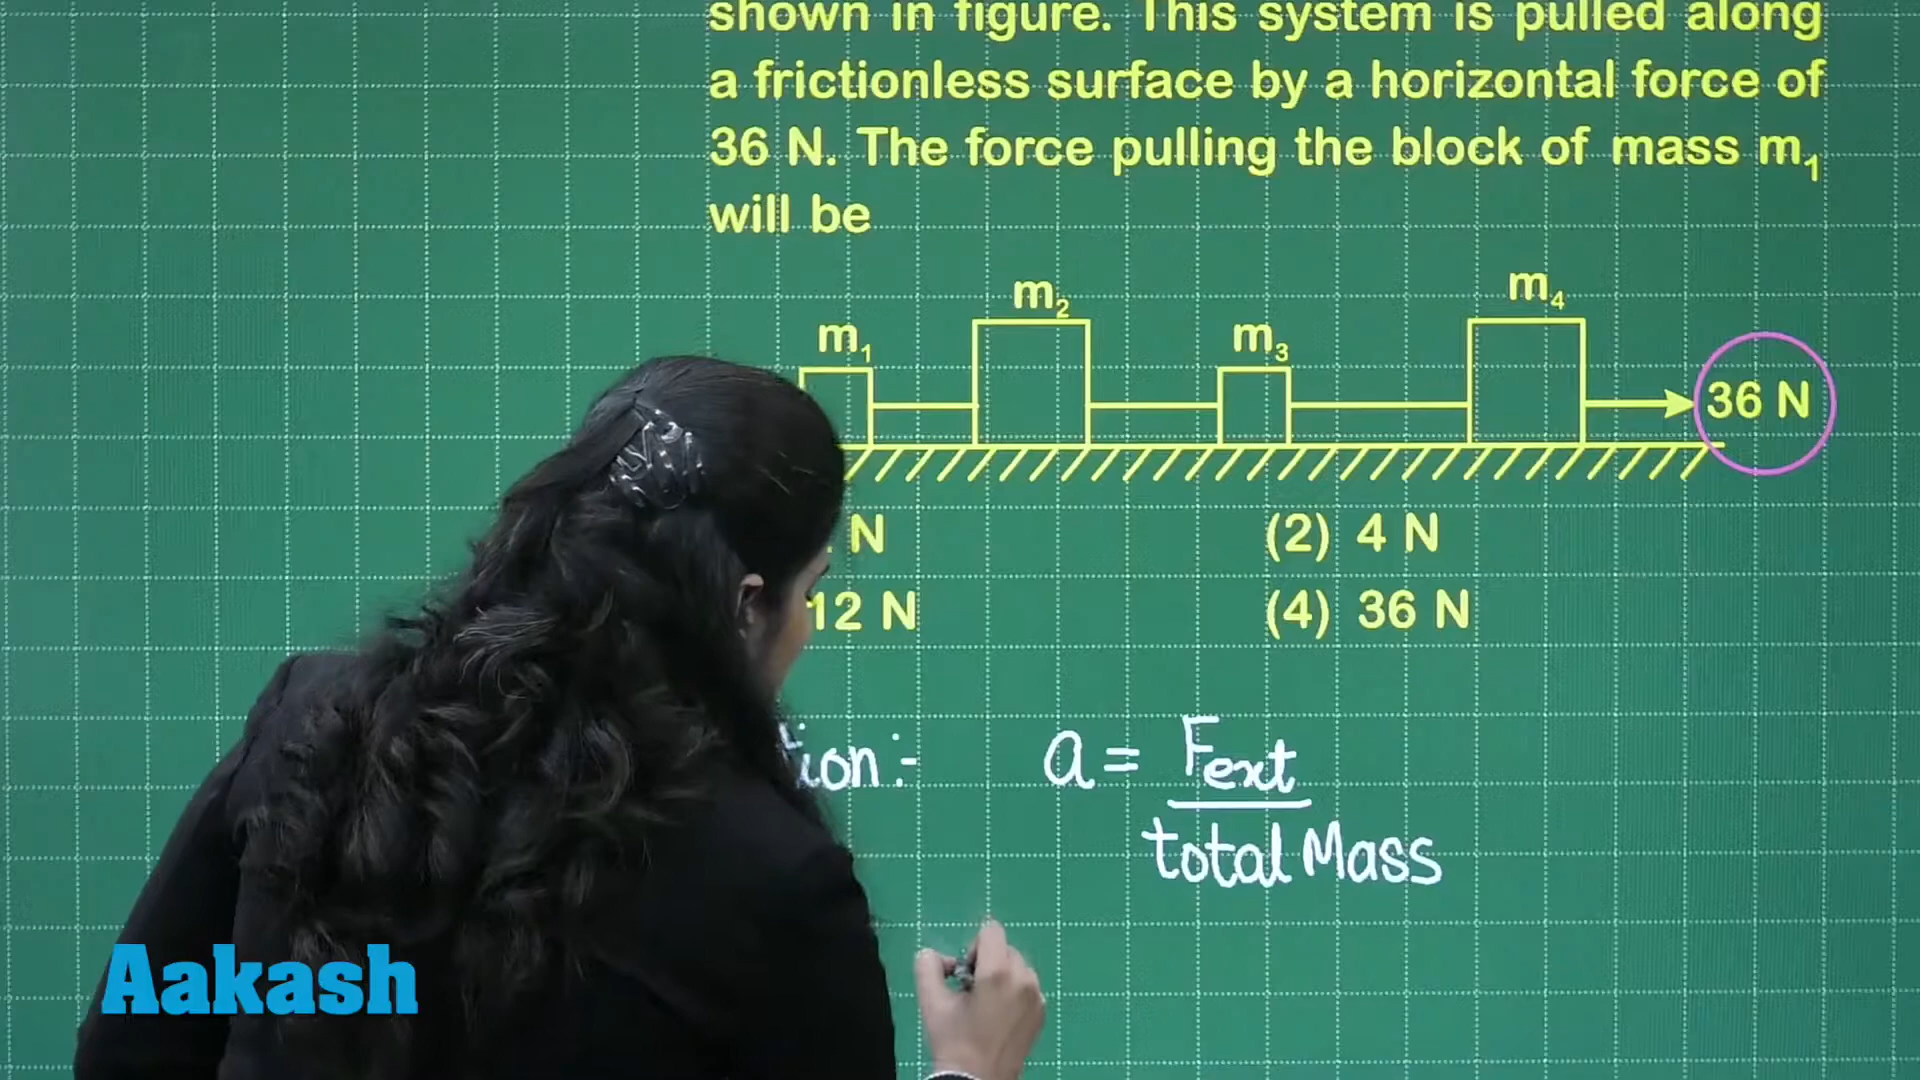 shown in figure. This system is pulled along
a frictionless surface by a horizontal force of
36 N. The force pulling the block of mass m₁
will be
m₁ m₂ m₃ m₄
36 N
N (2) 4 N
12 N (4) 36 N
tion:- a = Fext
total Mass
Aakash